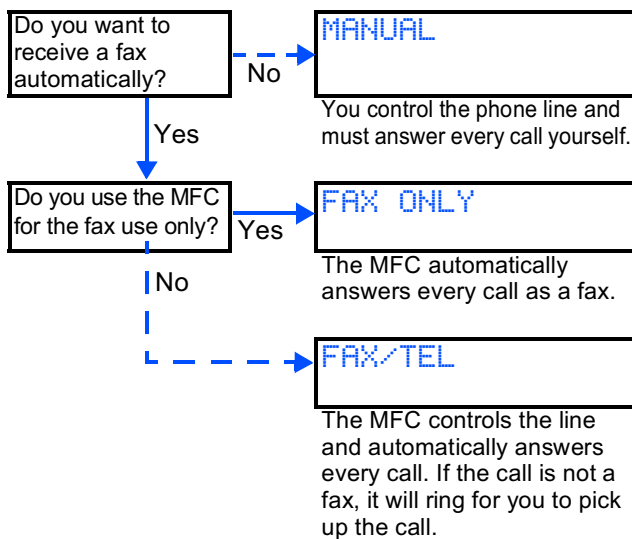 Do you want to
receive a fax
automatically?
No
MANUAL
You control the phone line and
must answer every call yourself.
Yes
Do you use the MFC
for the fax use only?
Yes
FAX ONLY
The MFC automatically
answers every call as a fax.
No
FAX/TEL
The MFC controls the line
and automatically answers
every call. If the call is not a
fax, it will ring for you to pick
up the call.